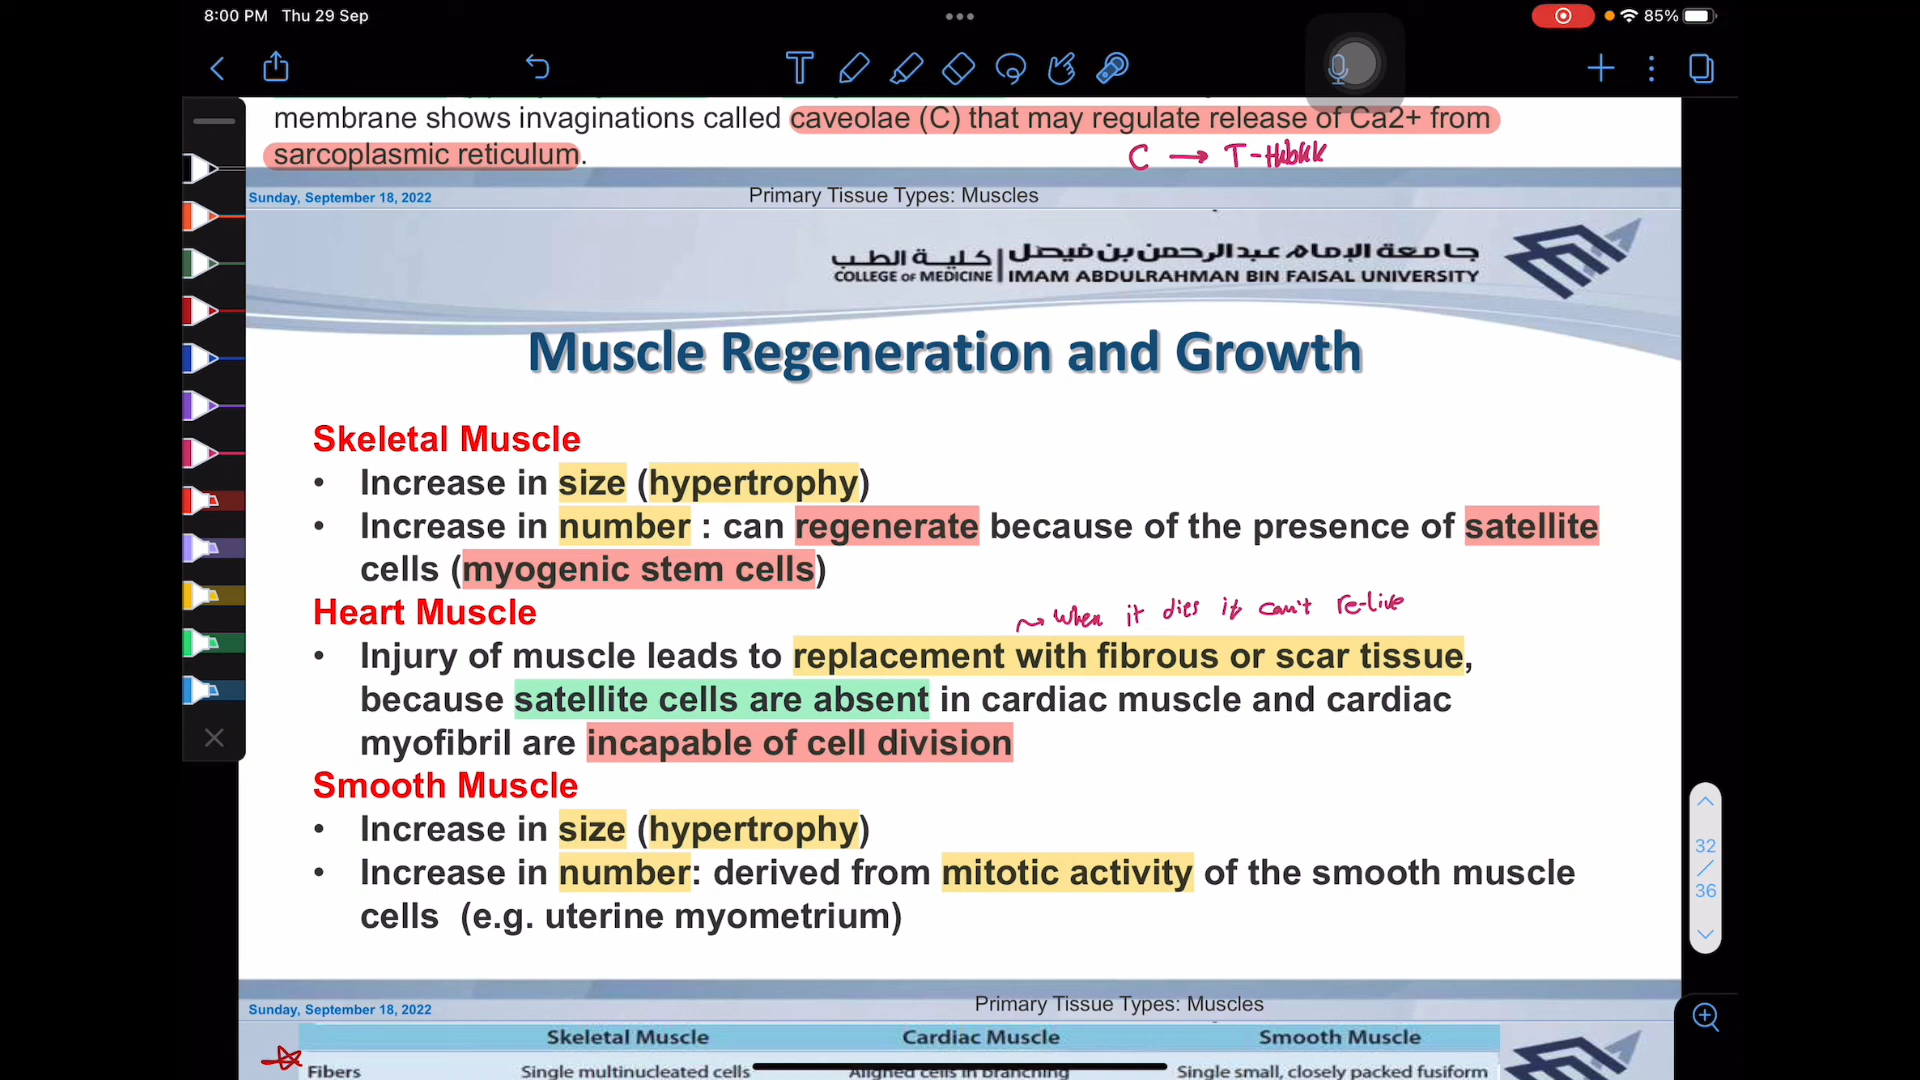 8:00 PM Thu 29 Sep
85%
membrane shows invaginations called caveolae (C) that may regulate release of Ca2+ from
sarcoplasmic reticulum.
C → T-tubule
Sunday, September 18, 2022
Primary Tissue Types: Muscles
كلية الطب | جامعة الإمام عبدالرحمن بن فيصل
COLLEGE OF MEDICINE | IMAM ABDULRAHMAN BIN FAISAL UNIVERSITY
Muscle Regeneration and Growth
Skeletal Muscle
• Increase in size (hypertrophy)
• Increase in number : can regenerate because of the presence of satellite
cells (myogenic stem cells)
Heart Muscle
~> when it dies it can't re-live
• Injury of muscle leads to replacement with fibrous or scar tissue,
because satellite cells are absent in cardiac muscle and cardiac
myofibril are incapable of cell division
Smooth Muscle
• Increase in size (hypertrophy)
• Increase in number: derived from mitotic activity of the smooth muscle
cells (e.g. uterine myometrium)
32
/
36
Sunday, September 18, 2022
Primary Tissue Types: Muscles
Skeletal Muscle Cardiac Muscle Smooth Muscle
Fibers Single multinucleated cells Aligned cells in branching Single small, closely packed fusiform